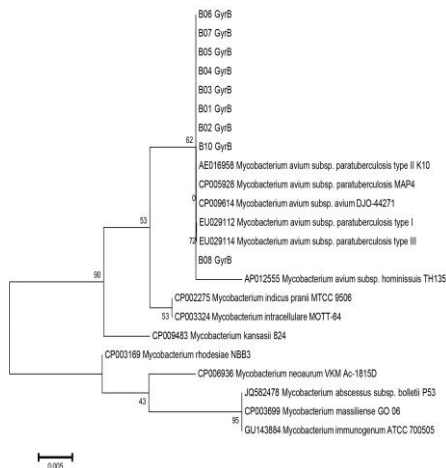 B06 GyrB
B07 GyrB
B05 GyrB
B04 GyrB
B03 GyrB
B01 GyrB
B02 GyrB
B10 GyrB
62
AE016958 Mycobacterium avium subsp. paratuberculosis type II K10
CP005928 Mycobacterium avium subsp. paratuberculosis MAP4
0
CP009614 Mycobacterium avium subsp. avium DJO-44271
53
EU029112 Mycobacterium avium subsp. paratuberculosis type I
72
EU029114 Mycobacterium avium subsp. paratuberculosis type III
B08 GyrB
90
AP012555 Mycobacterium avium subsp. hominissuis TH135
CP002275 Mycobacterium indicus pranii MTCC 9506
53
CP003324 Mycobacterium intracellulare MOTT-64
CP009483 Mycobacterium kansasii 824
CP003169 Mycobacterium rhodesiae NBB3
CP006936 Mycobacterium neoaurum VKM Ac-1815D
43
JQ582478 Mycobacterium abscessus subsp. bolletii P53
95
CP003699 Mycobacterium massiliense GO 06
GU143884 Mycobacterium immunogenum ATCC 700505
0.005